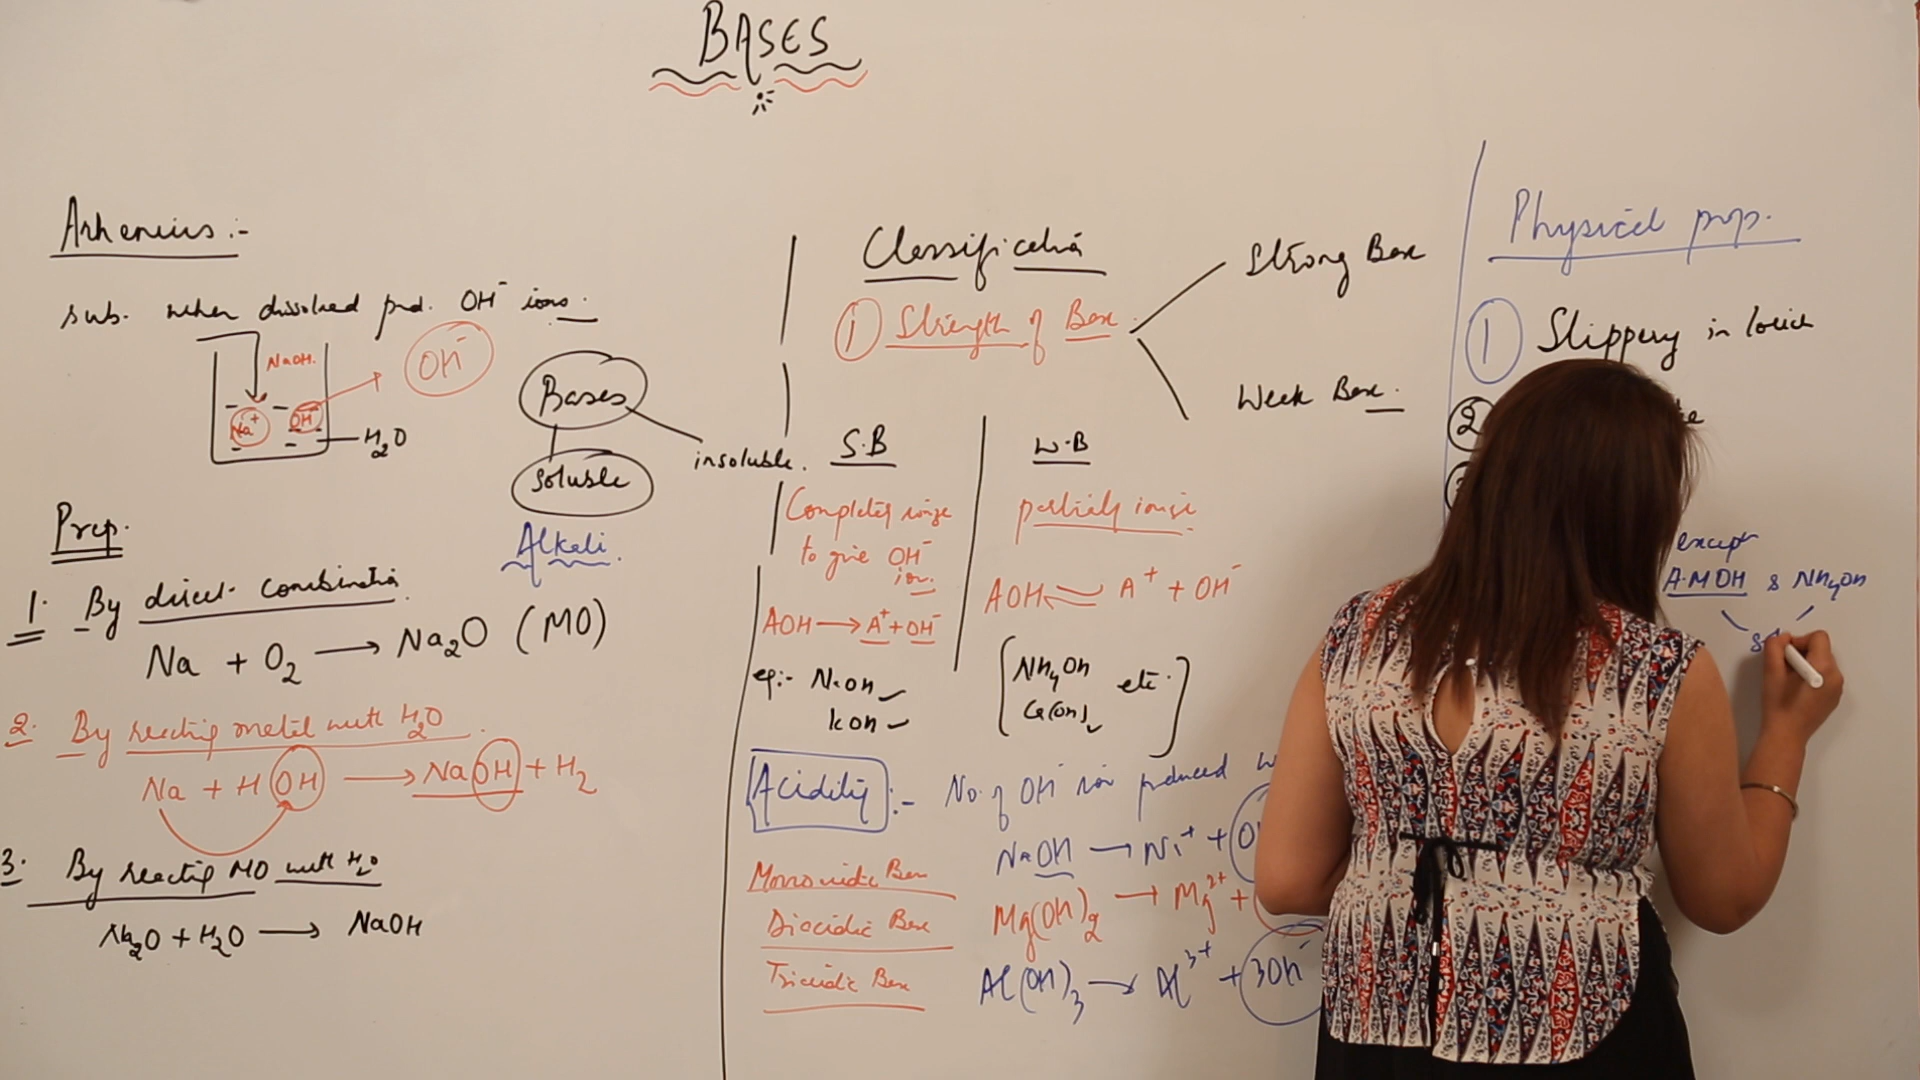 BASES
Arhenius:-
sub. when dissolved prod. OH⁻ ions.
NaOH.
OH⁻
Na⁺ OH⁻
H₂O
Bases
soluble
insoluble.
Alkali.
Prep.
1. By direct combination
Na + O₂ → Na₂O (MO)
2. By reacting metal with H₂O
Na + H OH → NaOH + H₂
3. By reacting MO with H₂O
Na₂O + H₂O → NaOH
Classification
① Strength of Base.
Strong Base
Weak Base.
S.B
Completely ionize
to give OH⁻
ion.
AOH → A⁺ + OH⁻
eg:- NaOH
KOH
W.B
partially ionize
AOH ⇌ A⁺ + OH⁻
NH₄OH etc.
Acidity:- No. of OH⁻ ion produced
NaOH → Na⁺ +
Monoacidic Base
Mg(OH)₂ → Mg²⁺ +
Diacidic Base
Al(OH)₃ → Al³⁺ + 3OH⁻
Triacidic Base
Physical prop.
① Slippery in touch
②
except
A.MOH & NH₄OH